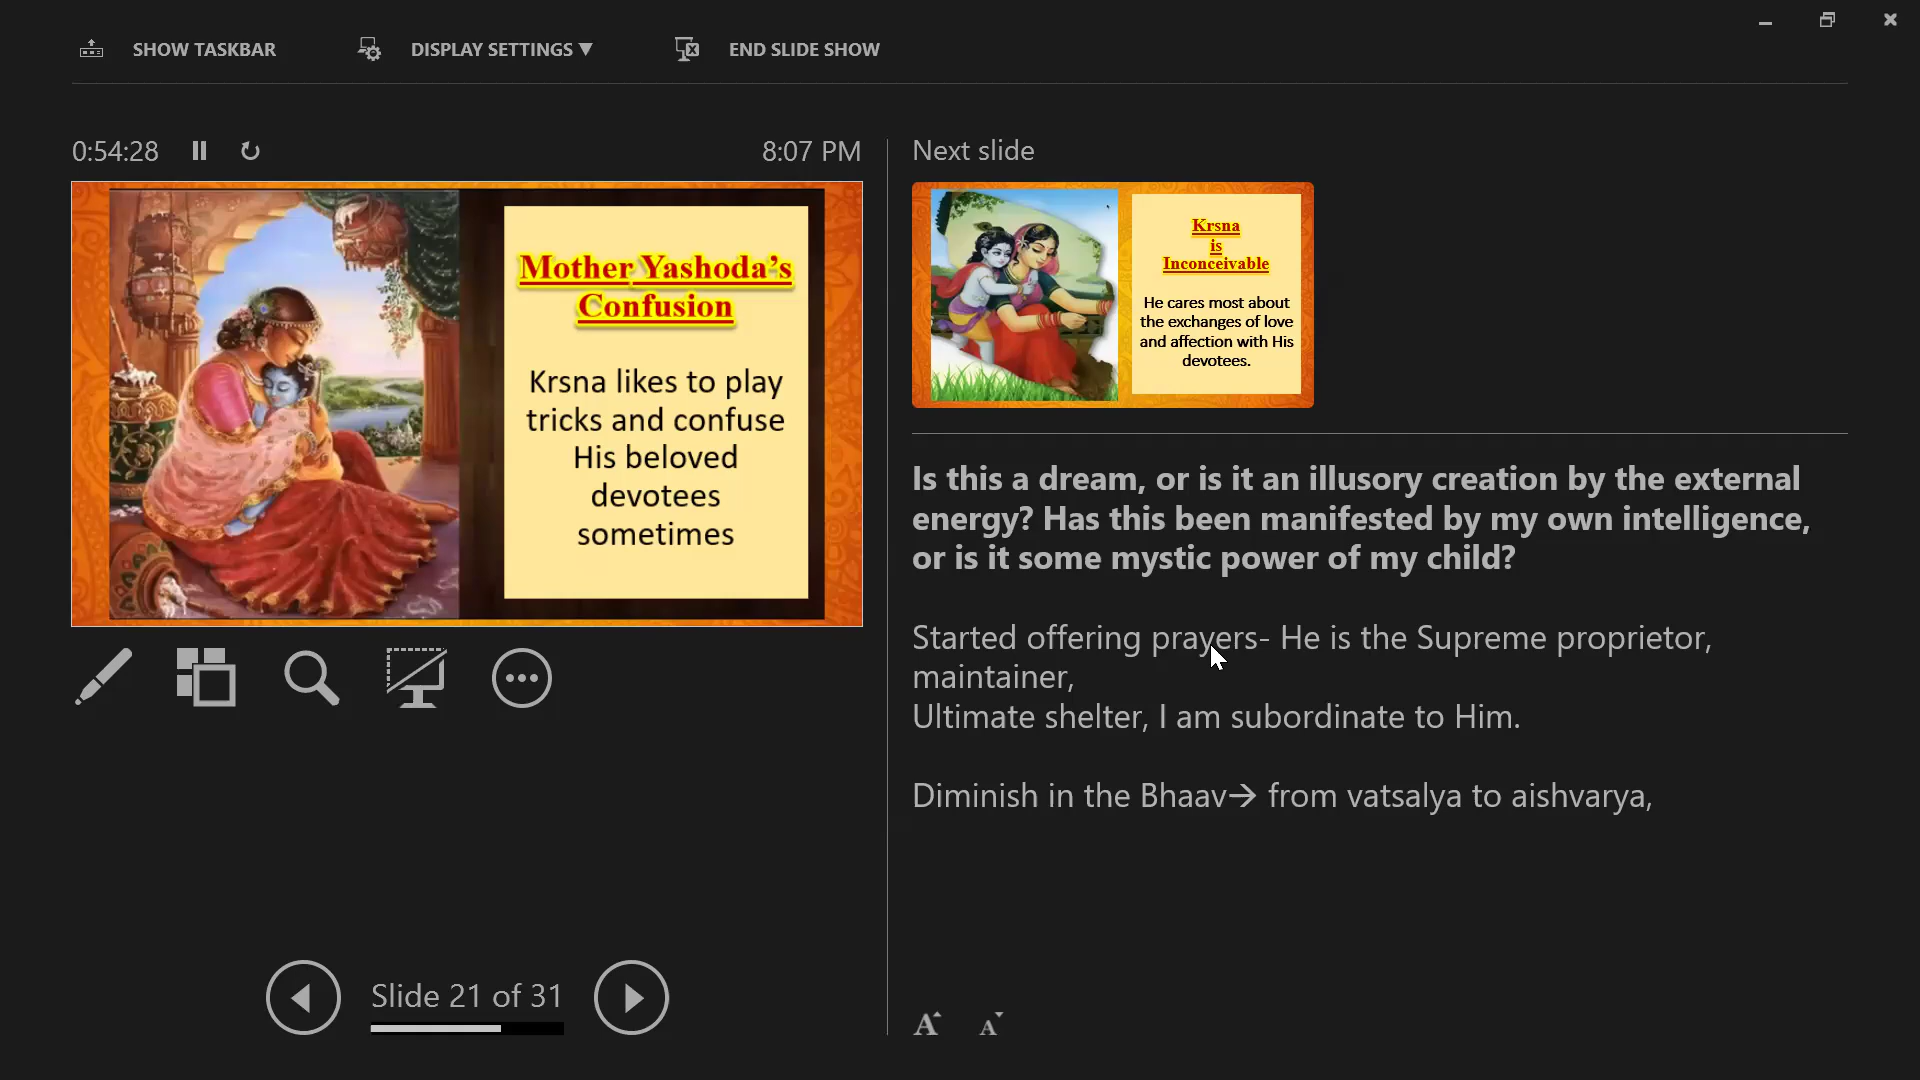 SHOW TASKBAR
DISPLAY SETTINGS ▼
END SLIDE SHOW
0:54:28
8:07 PM
Mother Yashoda’s
Confusion
Krsna likes to play
tricks and confuse
His beloved
devotees
sometimes
Slide 21 of 31
Next slide
Krsna
is
Inconceivable
He cares most about
the exchanges of love
and affection with His
devotees.
Is this a dream, or is it an illusory creation by the external
energy? Has this been manifested by my own intelligence,
or is it some mystic power of my child?
Started offering prayers- He is the Supreme proprietor,
maintainer,
Ultimate shelter, I am subordinate to Him.
Diminish in the Bhaav→ from vatsalya to aishvarya,
A A